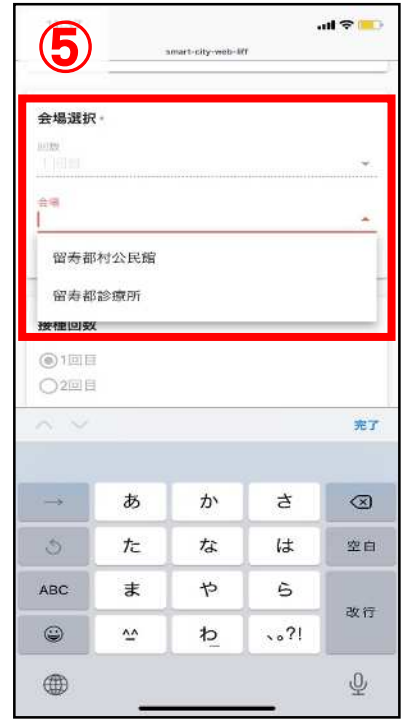 ⑤
smart-city-web-liff
会場選択*
回数
1回目
会場
留寿都村公民館
留寿都診療所
接種回数
1回目
2回目
完了
→ あ か さ
た な は 空白
ABC ま や ら
改行
^^ わ_ 、。?!